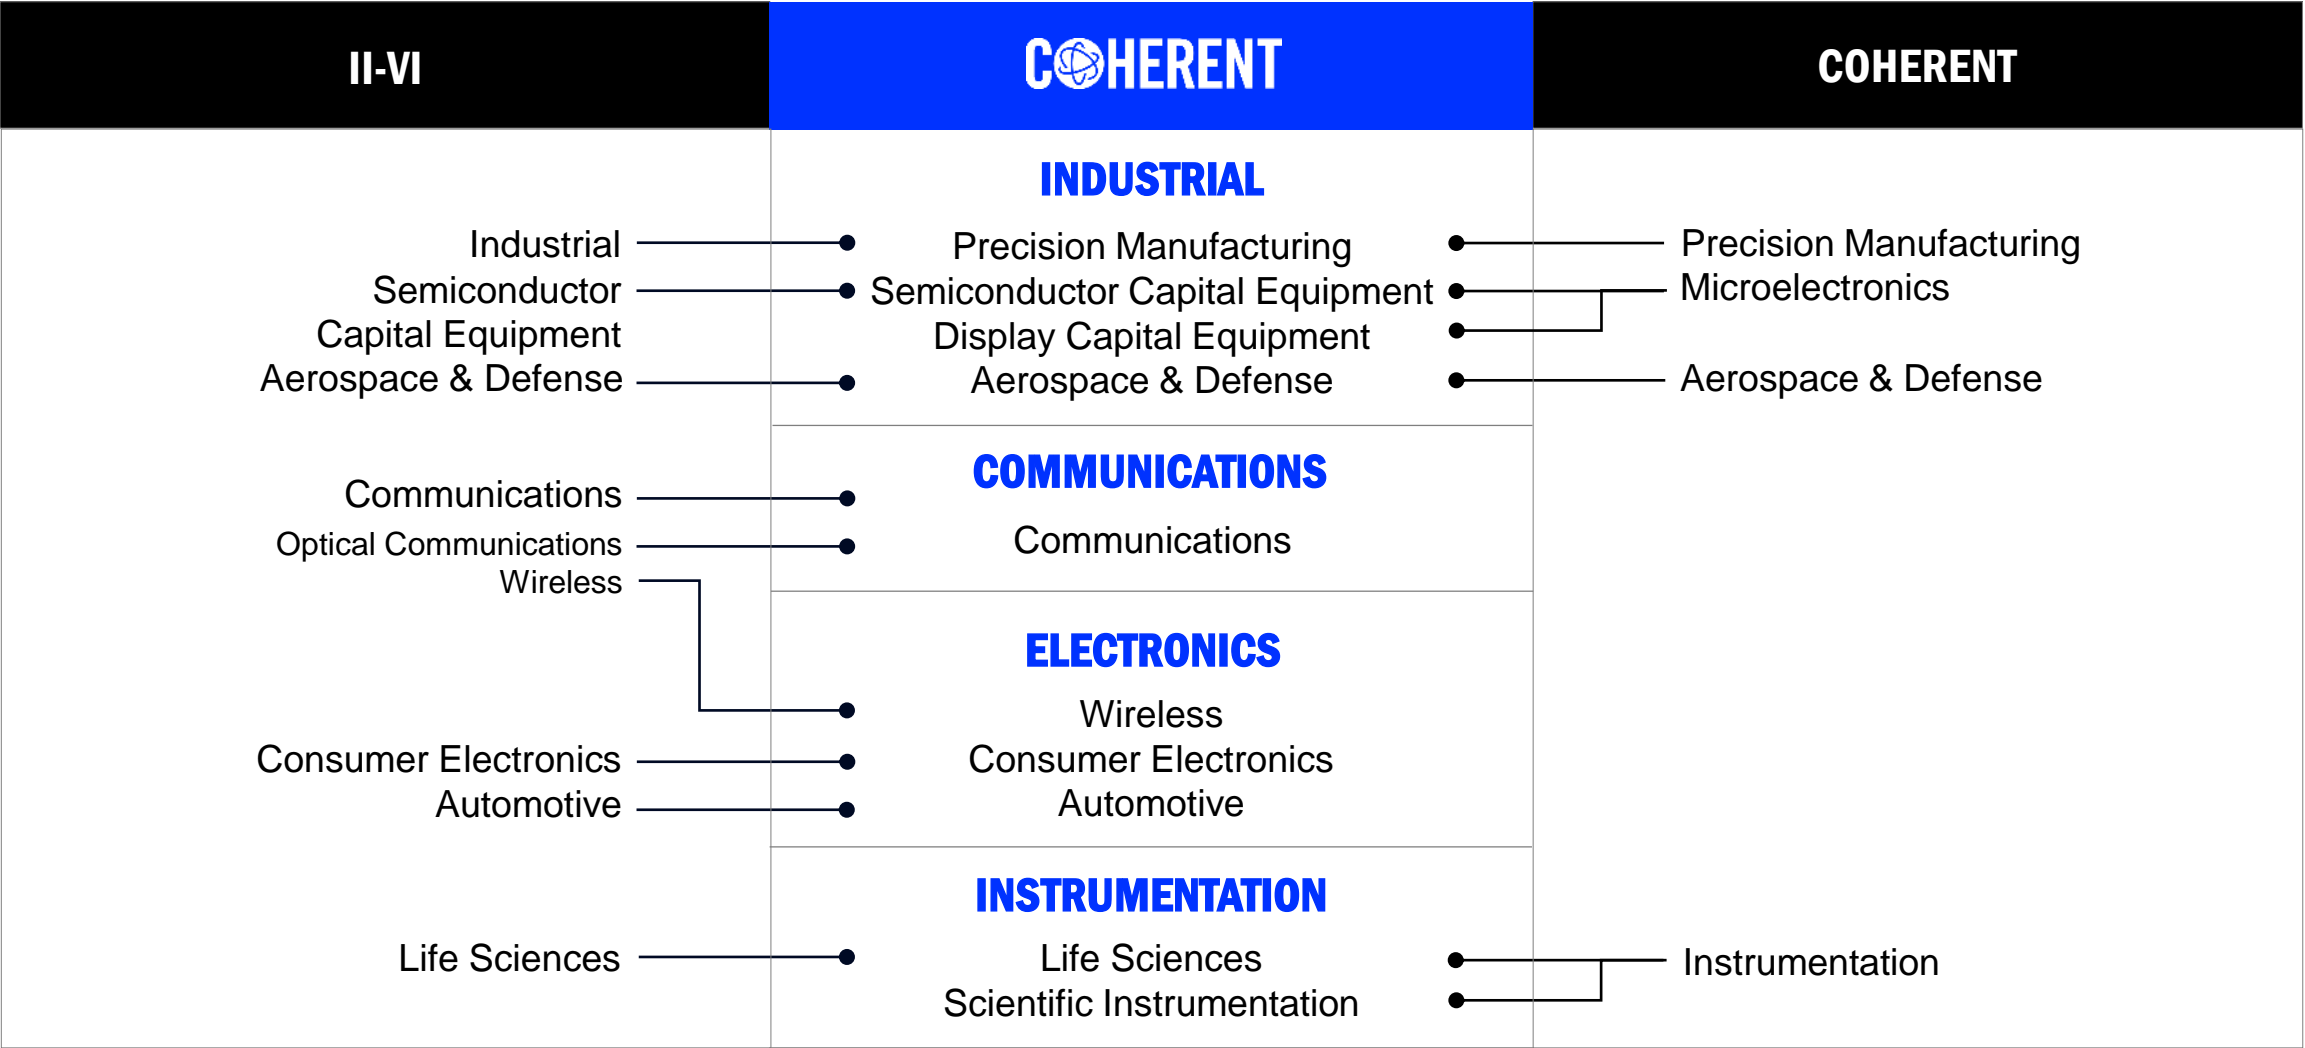 II-VI
COHERENT
COHERENT
INDUSTRIAL
Industrial
Precision Manufacturing
Precision Manufacturing
Semiconductor
Semiconductor Capital Equipment
Microelectronics
Capital Equipment
Display Capital Equipment
Aerospace & Defense
Aerospace & Defense
Aerospace & Defense
COMMUNICATIONS
Communications
Optical Communications
Communications
Wireless
ELECTRONICS
Wireless
Consumer Electronics
Consumer Electronics
Automotive
Automotive
INSTRUMENTATION
Life Sciences
Life Sciences
Instrumentation
Scientific Instrumentation